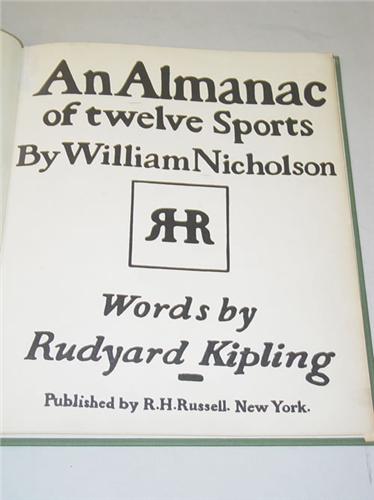 An Almanac
of twelve Sports
By William Nicholson
RHR
Words by
Rudyard Kipling
Published by R.H.Russell. New York.